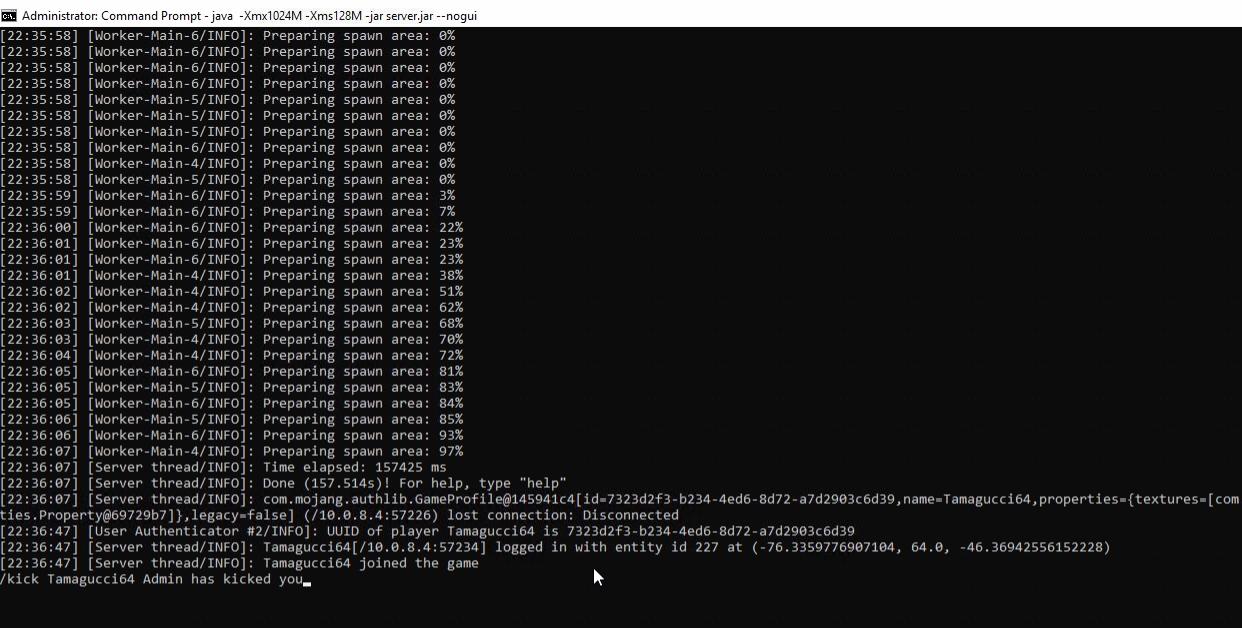 Administrator: Command Prompt - java -Xmx1024M -Xms128M -jar server.jar --nogui
[22:35:58] [Worker-Main-6/INFO]: Preparing spawn area: 0%
[22:35:58] [Worker-Main-6/INFO]: Preparing spawn area: 0%
[22:35:58] [Worker-Main-6/INFO]: Preparing spawn area: 0%
[22:35:58] [Worker-Main-6/INFO]: Preparing spawn area: 0%
[22:35:58] [Worker-Main-5/INFO]: Preparing spawn area: 0%
[22:35:58] [Worker-Main-5/INFO]: Preparing spawn area: 0%
[22:35:58] [Worker-Main-5/INFO]: Preparing spawn area: 0%
[22:35:58] [Worker-Main-6/INFO]: Preparing spawn area: 0%
[22:35:58] [Worker-Main-4/INFO]: Preparing spawn area: 0%
[22:35:58] [Worker-Main-5/INFO]: Preparing spawn area: 0%
[22:35:59] [Worker-Main-6/INFO]: Preparing spawn area: 3%
[22:35:59] [Worker-Main-6/INFO]: Preparing spawn area: 7%
[22:36:00] [Worker-Main-6/INFO]: Preparing spawn area: 22%
[22:36:01] [Worker-Main-6/INFO]: Preparing spawn area: 23%
[22:36:01] [Worker-Main-6/INFO]: Preparing spawn area: 23%
[22:36:01] [Worker-Main-4/INFO]: Preparing spawn area: 38%
[22:36:02] [Worker-Main-4/INFO]: Preparing spawn area: 51%
[22:36:02] [Worker-Main-4/INFO]: Preparing spawn area: 62%
[22:36:03] [Worker-Main-5/INFO]: Preparing spawn area: 68%
[22:36:03] [Worker-Main-4/INFO]: Preparing spawn area: 70%
[22:36:04] [Worker-Main-4/INFO]: Preparing spawn area: 72%
[22:36:05] [Worker-Main-6/INFO]: Preparing spawn area: 81%
[22:36:05] [Worker-Main-5/INFO]: Preparing spawn area: 83%
[22:36:05] [Worker-Main-6/INFO]: Preparing spawn area: 84%
[22:36:06] [Worker-Main-5/INFO]: Preparing spawn area: 85%
[22:36:06] [Worker-Main-6/INFO]: Preparing spawn area: 93%
[22:36:07] [Worker-Main-4/INFO]: Preparing spawn area: 97%
[22:36:07] [Server thread/INFO]: Time elapsed: 157425 ms
[22:36:07] [Server thread/INFO]: Done (157.514s)! For help, type "help"
[22:36:07] [Server thread/INFO]: com.mojang.authlib.GameProfile@145941c4[id=7323d2f3-b234-4ed6-8d72-a7d2903c6d39,name=Tamagucci64,properties={textures=[com
ties.Property@69729b7]},legacy=false] (/10.0.8.4:57226) lost connection: Disconnected
[22:36:47] [User Authenticator #2/INFO]: UUID of player Tamagucci64 is 7323d2f3-b234-4ed6-8d72-a7d2903c6d39
[22:36:47] [Server thread/INFO]: Tamagucci64[/10.0.8.4:57234] logged in with entity id 227 at (-76.3359776907104, 64.0, -46.36942556152228)
[22:36:47] [Server thread/INFO]: Tamagucci64 joined the game
/kick Tamagucci64 Admin has kicked you